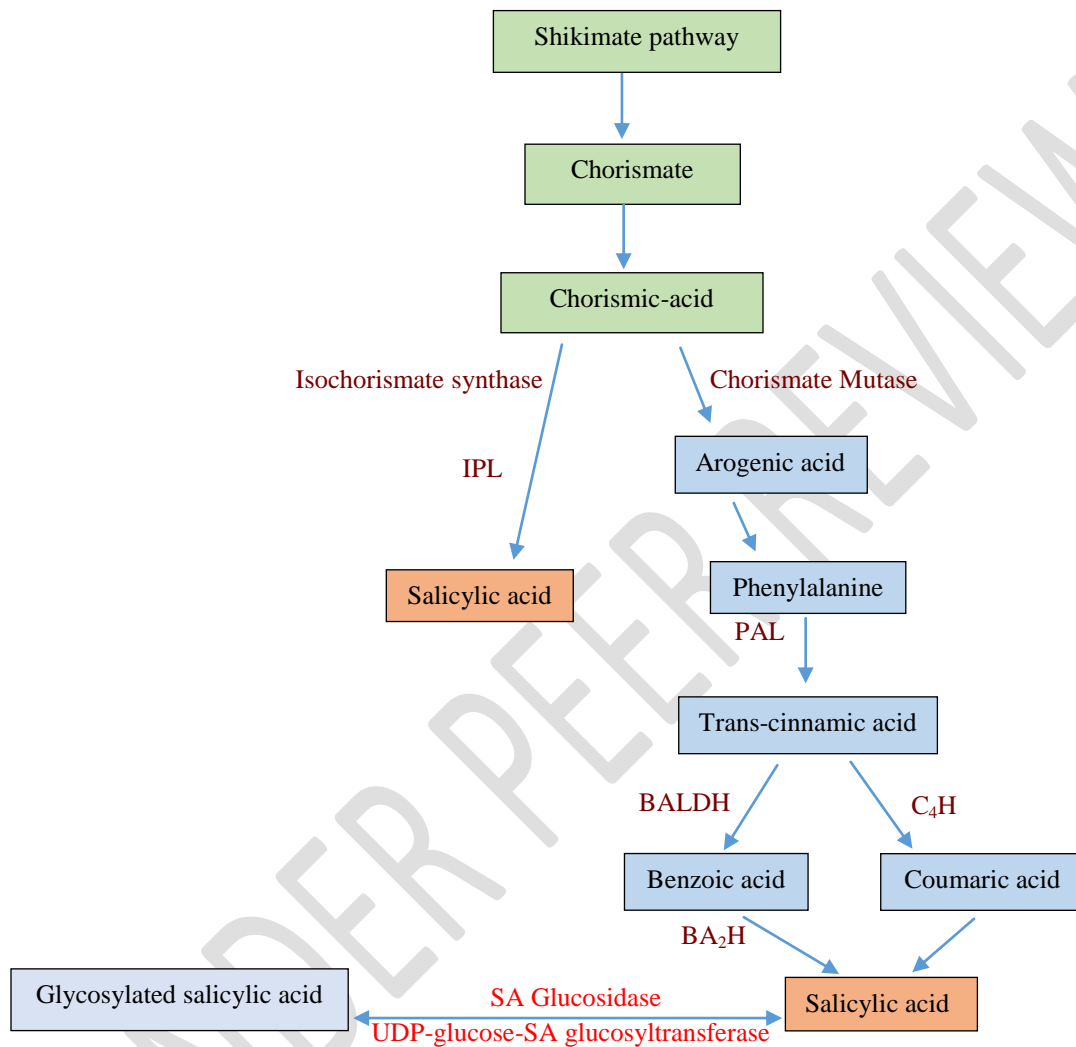 Shikimate pathway
Chorismate
Chorismic-acid
Isochorismate synthase
Chorismate Mutase
IPL
Arogenic acid
Salicylic acid
Phenylalanine
PAL
Trans-cinnamic acid
BALDH
C₄H
Benzoic acid
Coumaric acid
BA₂H
Glycosylated salicylic acid
SA Glucosidase
UDP-glucose-SA glucosyltransferase
Salicylic acid
UNDER PEER REVIEW